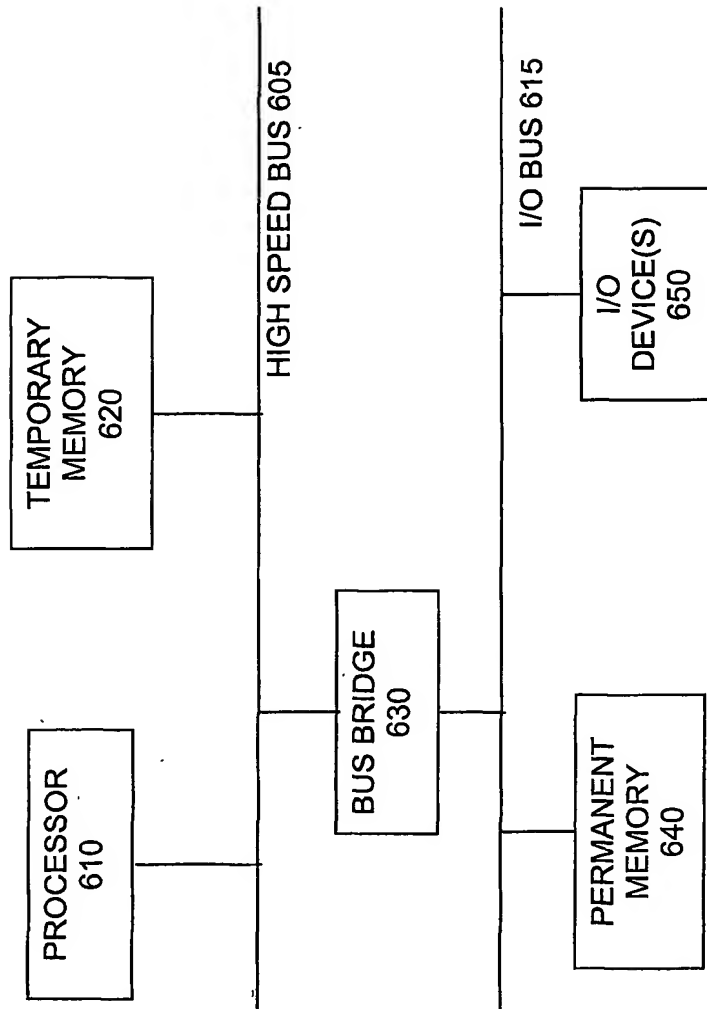 PROCESSOR
610
TEMPORARY
MEMORY
620
HIGH SPEED BUS 605
BUS BRIDGE
630
I/O BUS 615
PERMANENT
MEMORY
640
I/O
DEVICE(S)
650